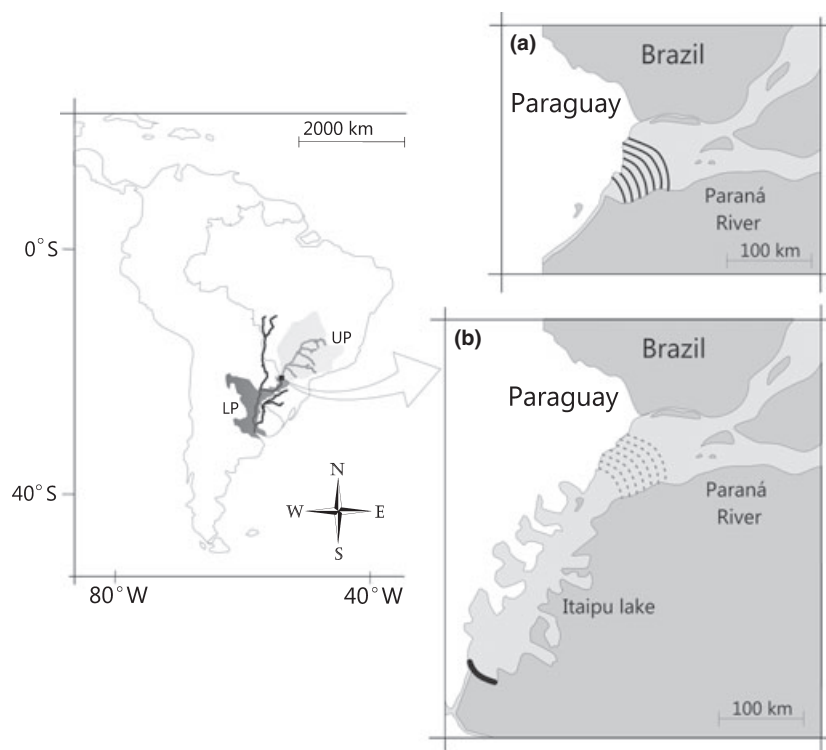 2000 km
0°S
UP
LP
N
W
E
S
40°S
80°W
40°W
(a)
Brazil
Paraguay
Paraná
River
100 km
(b)
Brazil
Paraguay
Paraná
River
Itaipu lake
100 km